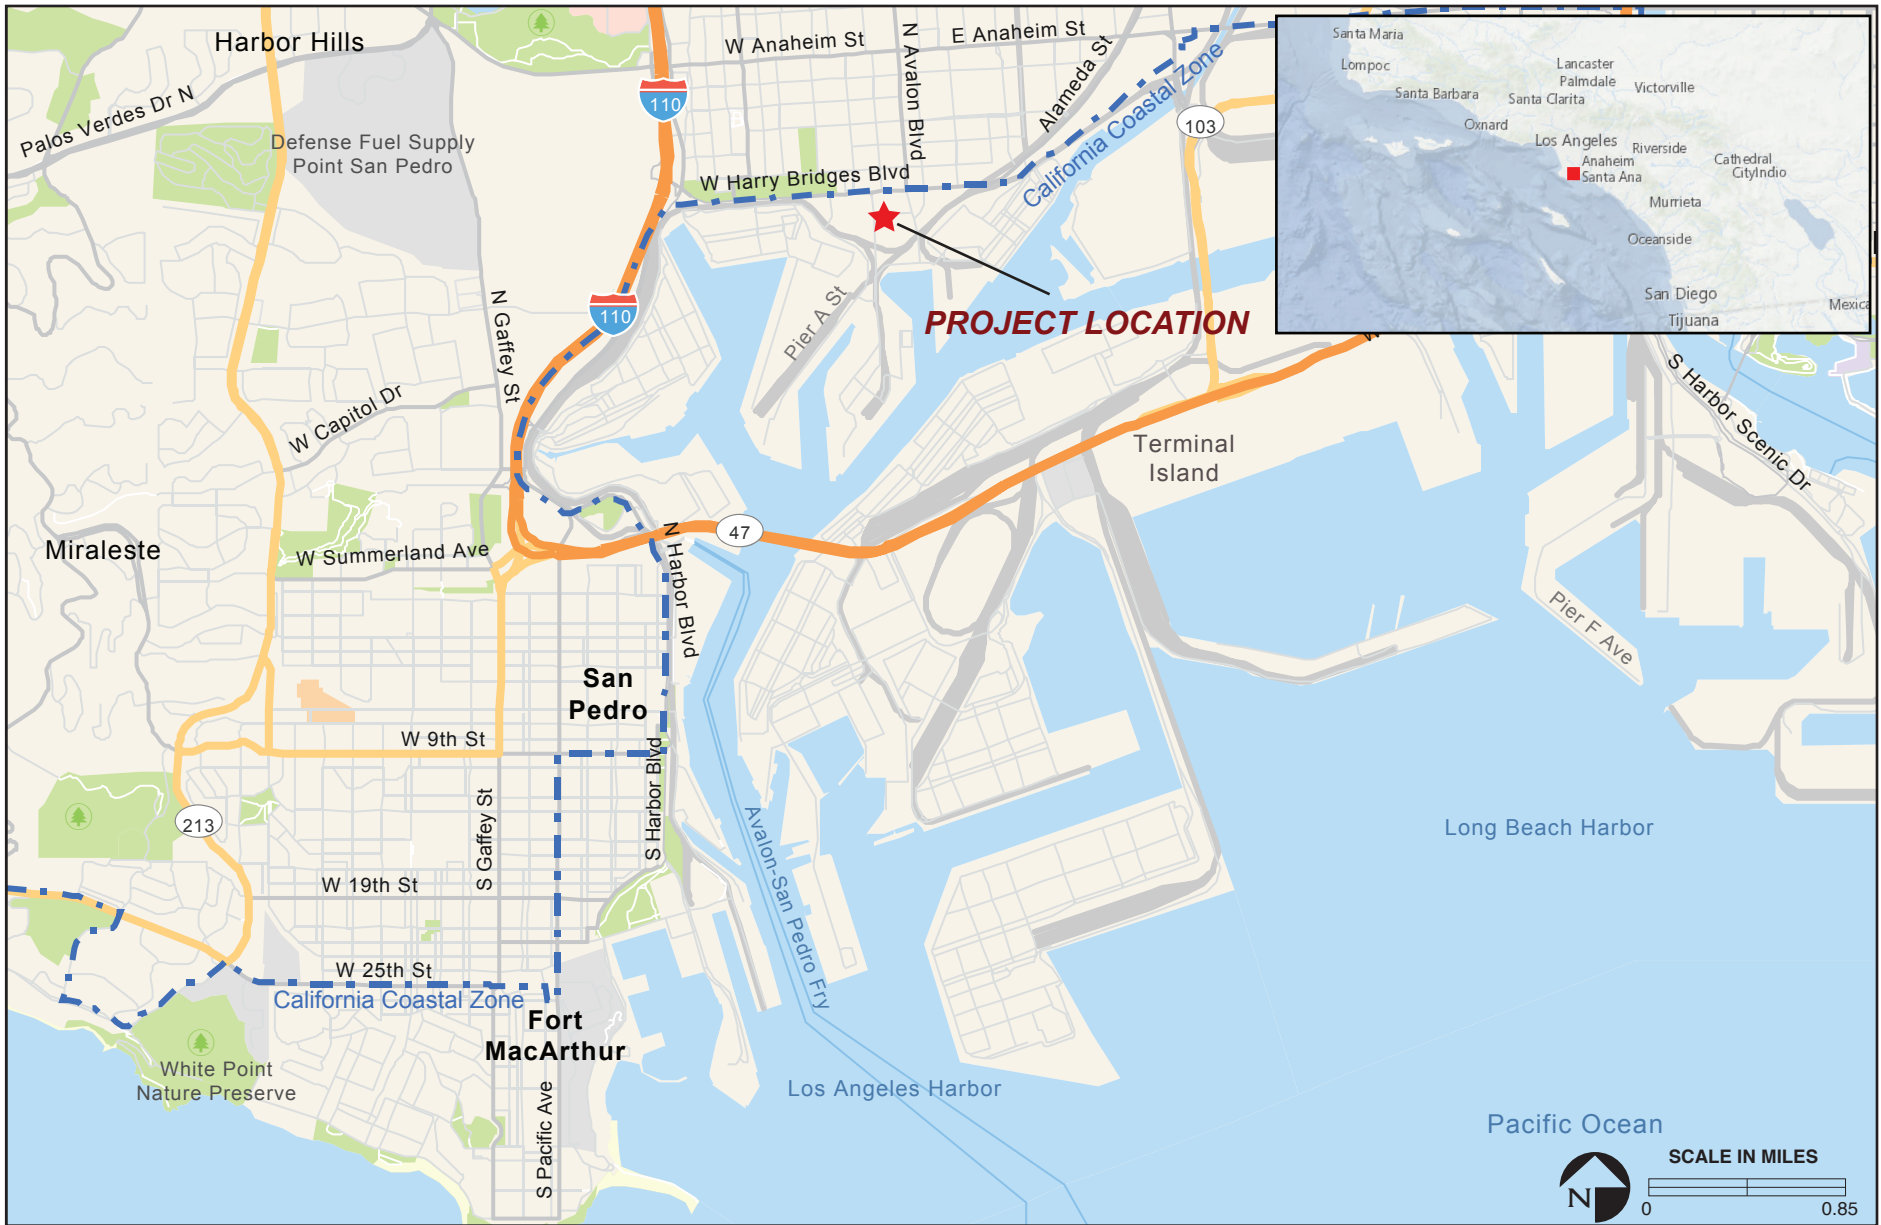 Harbor Hills
W Anaheim St
N Avalon Blvd
E Anaheim St
Alameda St
California Coastal Zone
Palos Verdes Dr N
110
Defense Fuel Supply
Point San Pedro
B
103
W Harry Bridges Blvd
Santa Maria
Lompoc
Lancaster
Palmdale
Victorville
Santa Barbara
Santa Clarita
Oxnard
Los Angeles
Riverside
Anaheim
Santa Ana
Cathedral
City
Indio
Murrieta
Oceanside
San Diego
Tijuana
Mexica
110
N Gaffey St
Pier A St
PROJECT LOCATION
W
S Harbor Scenic Dr
W Capitol Dr
Terminal
Island
Miraleste
W Summerland Ave
N Harbor Blvd
47
Pier F Ave
San
Pedro
W 9th St
S Harbor Blvd
213
S Gaffey St
Avalon-San Pedro Fry
Long Beach Harbor
W 19th St
W 25th St
California Coastal Zone
Fort
MacArthur
White Point
Nature Preserve
S Pacific Ave
Los Angeles Harbor
Pacific Ocean
N
SCALE IN MILES
0
0.85